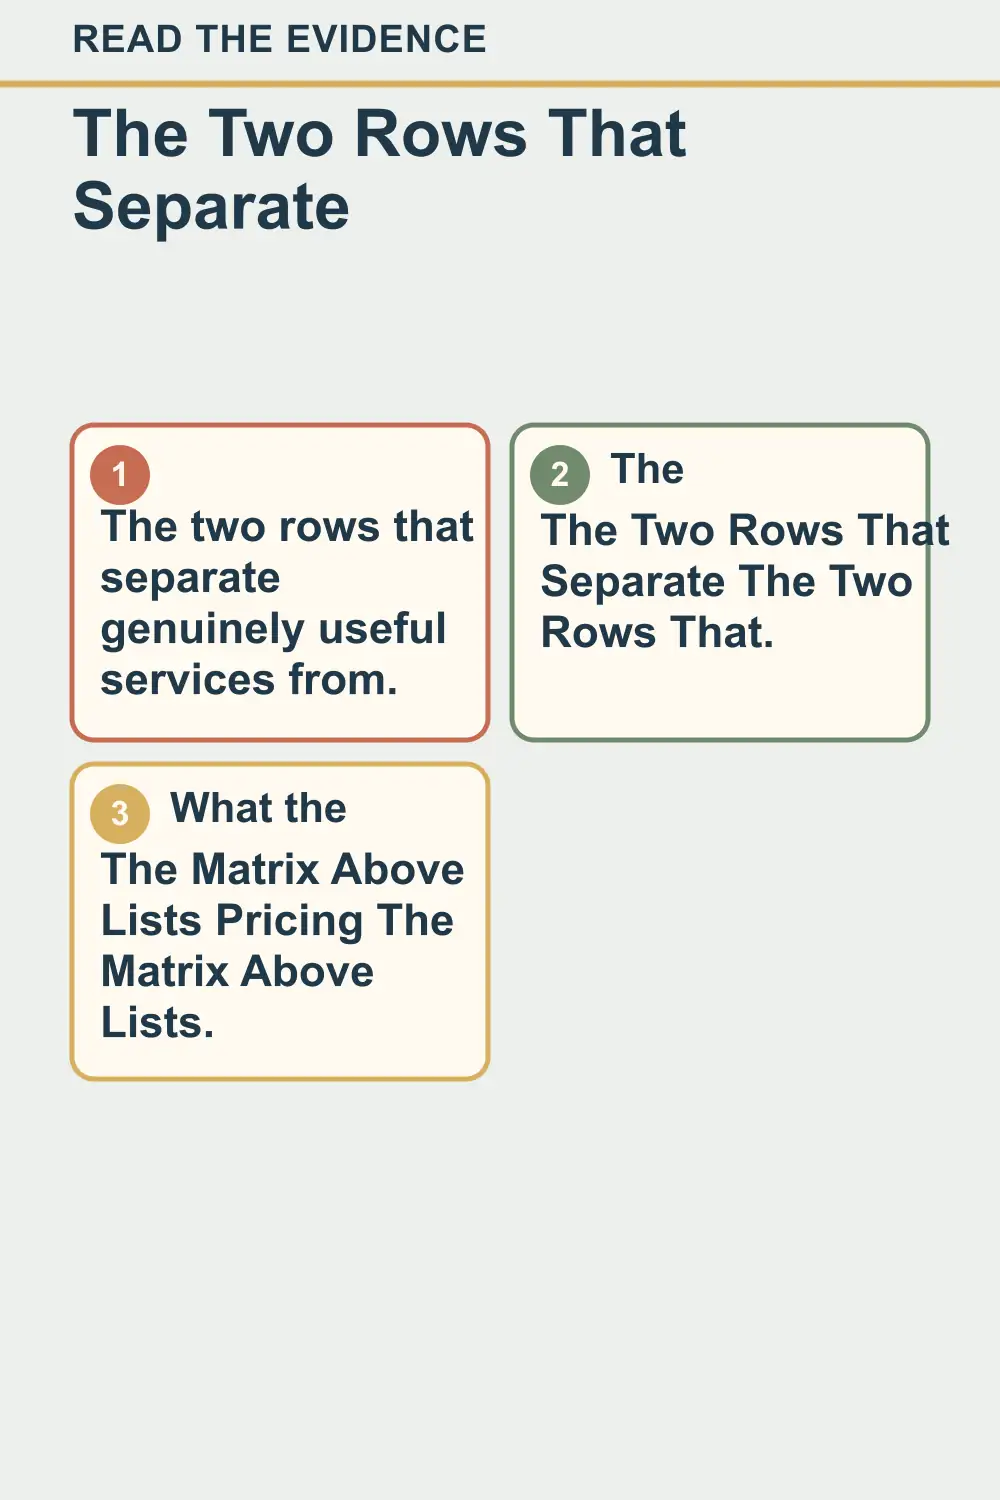 READ THE EVIDENCE
The Two Rows That
Separate
1
The two rows that
separate
genuinely useful
services from.
2 The
The Two Rows That
Separate The Two
Rows That.
3 What the
The Matrix Above
Lists Pricing The
Matrix Above
Lists.